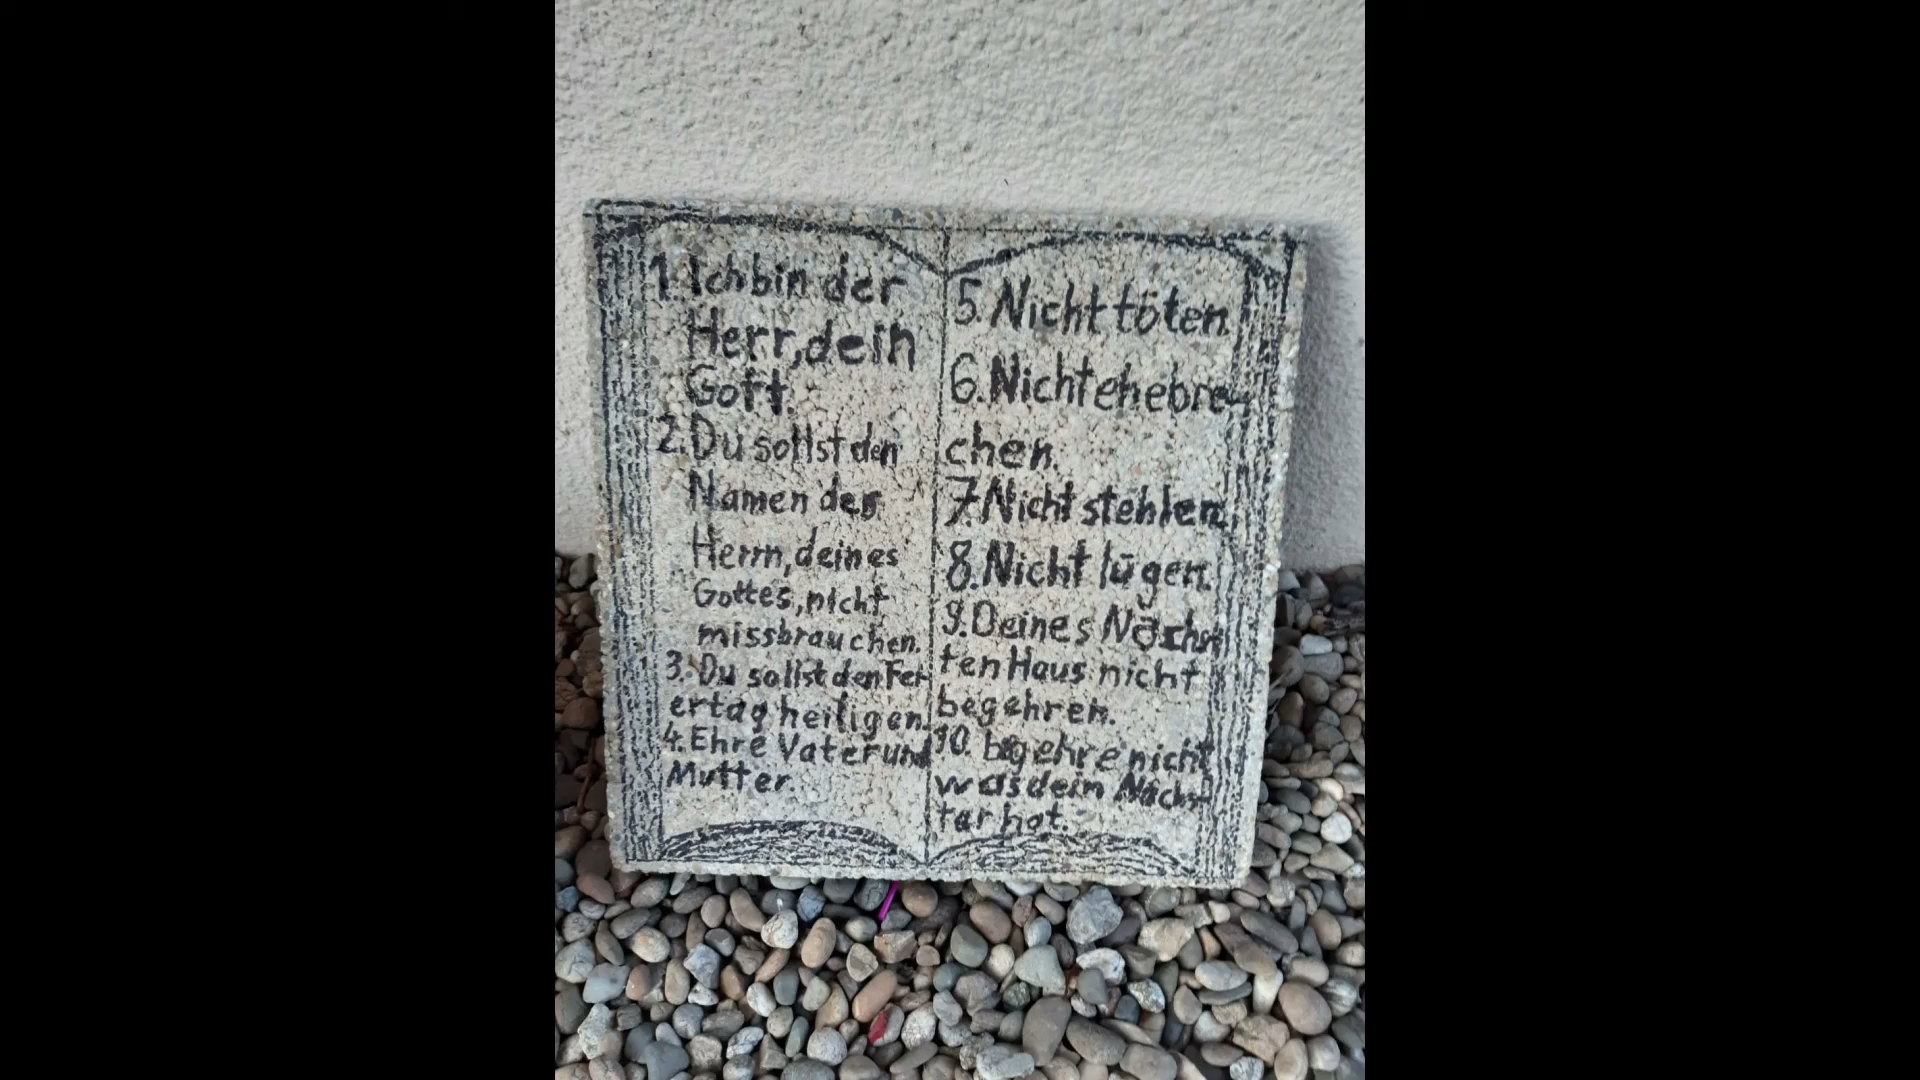 1. Ich bin der
Herr, dein
Gott.
2. Du sollst den
Namen des
Herrn, deines
Gottes, nicht
missbrauchen.
3. Du sollst den Fei-
ertag heiligen.
4. Ehre Vater und
Mutter.
5. Nicht töten.
6. Nicht ehebre-
chen.
7. Nicht stehlen.
8. Nicht lügen.
9. Deines Nächs-
ten Haus nicht
begehren.
10. begehre nicht
was dein Nächs-
ter hat.